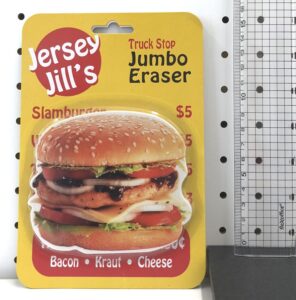 Jersey
Jill's
Truck Stop
Jumbo
Eraser
Slamburger $5
Bacon • Kraut • Cheese